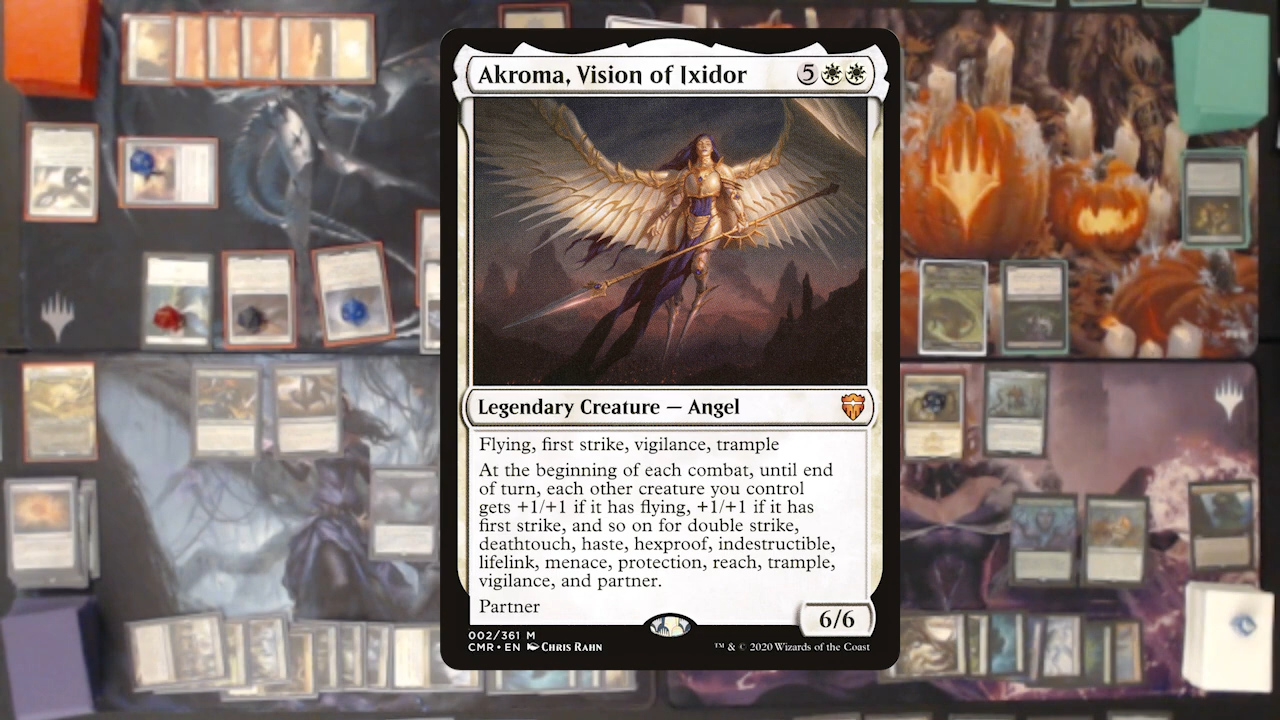 Akroma, Vision of Ixidor 5
Legendary Creature — Angel
Flying, first strike, vigilance, trample
At the beginning of each combat, until end
of turn, each other creature you control
gets +1/+1 if it has flying, +1/+1 if it has
first strike, and so on for double strike,
deathtouch, haste, hexproof, indestructible,
lifelink, menace, protection, reach, trample,
vigilance, and partner.
Partner
6/6
002/361 M
CMR • EN Chris Rahn
™ & © 2020 Wizards of the Coast